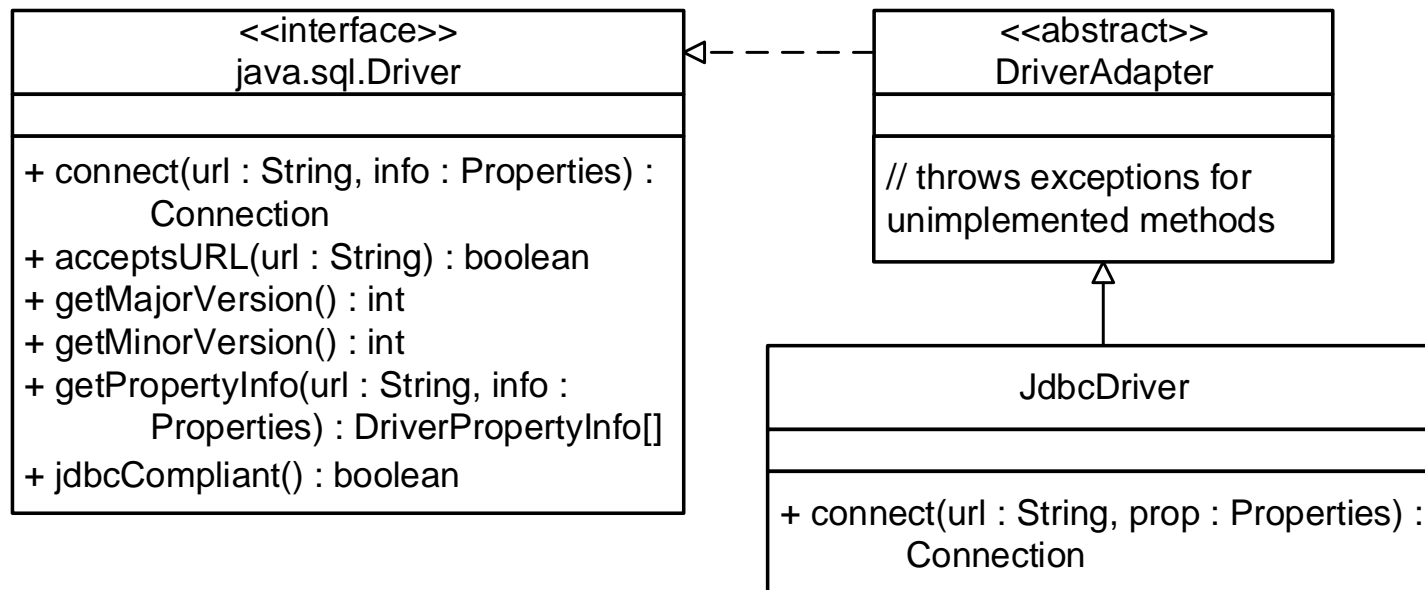 <<interface>>
java.sql.Driver
+ connect(url : String, info : Properties) :
Connection
+ acceptsURL(url : String) : boolean
+ getMajorVersion() : int
+ getMinorVersion() : int
+ getPropertyInfo(url : String, info :
Properties) : DriverPropertyInfo[]
+ jdbcCompliant() : boolean
<<abstract>>
DriverAdapter
// throws exceptions for
unimplemented methods
JdbcDriver
+ connect(url : String, prop : Properties) :
Connection